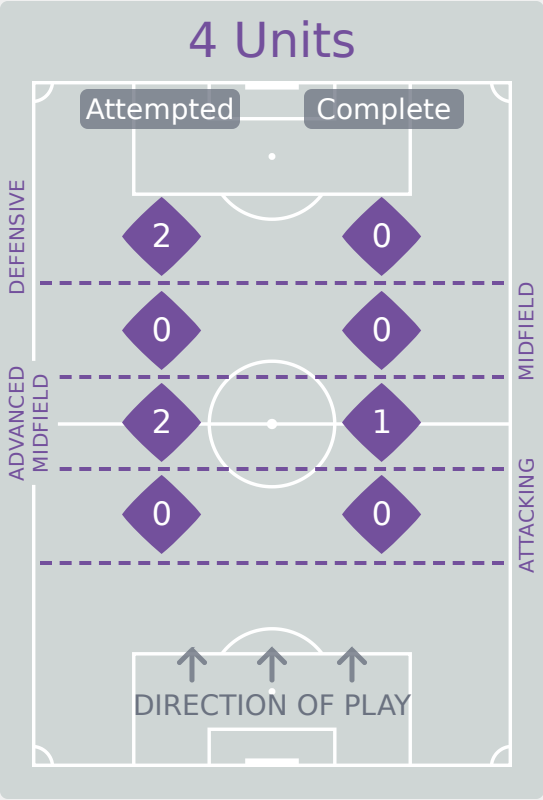 4 Units
Attempted
Complete
DEFENSIVE
2
0
MIDFIELD
0
0
ADVANCED
MIDFIELD
2
1
ATTACKING
0
0
DIRECTION OF PLAY